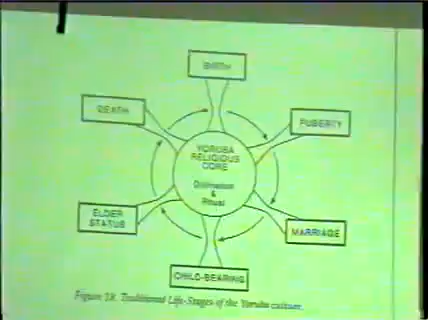 BIRTH
PUBERTY
MARRIAGE
CHILD-BEARING
ELDER
STATUS
DEATH
YORUBA
RELIGIOUS
CORE
Divination
&
Ritual
Figure 18. Traditional Life-Stages of the Yoruba culture.